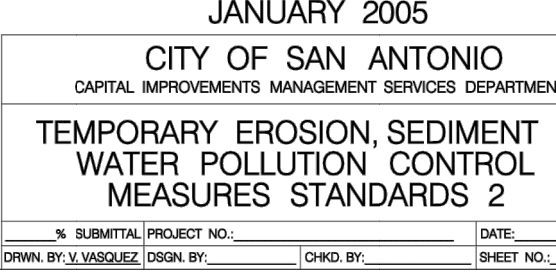 JANUARY 2005
CITY OF SAN ANTONIO
CAPITAL IMPROVEMENTS MANAGEMENT SERVICES DEPARTMEN
TEMPORARY EROSION, SEDIMENT
WATER POLLUTION CONTROL
MEASURES STANDARDS 2
% SUBMITTAL PROJECT NO.: DATE:
DRWN. BY: V. VASQUEZ DSGN. BY: CHKD. BY: SHEET NO.: